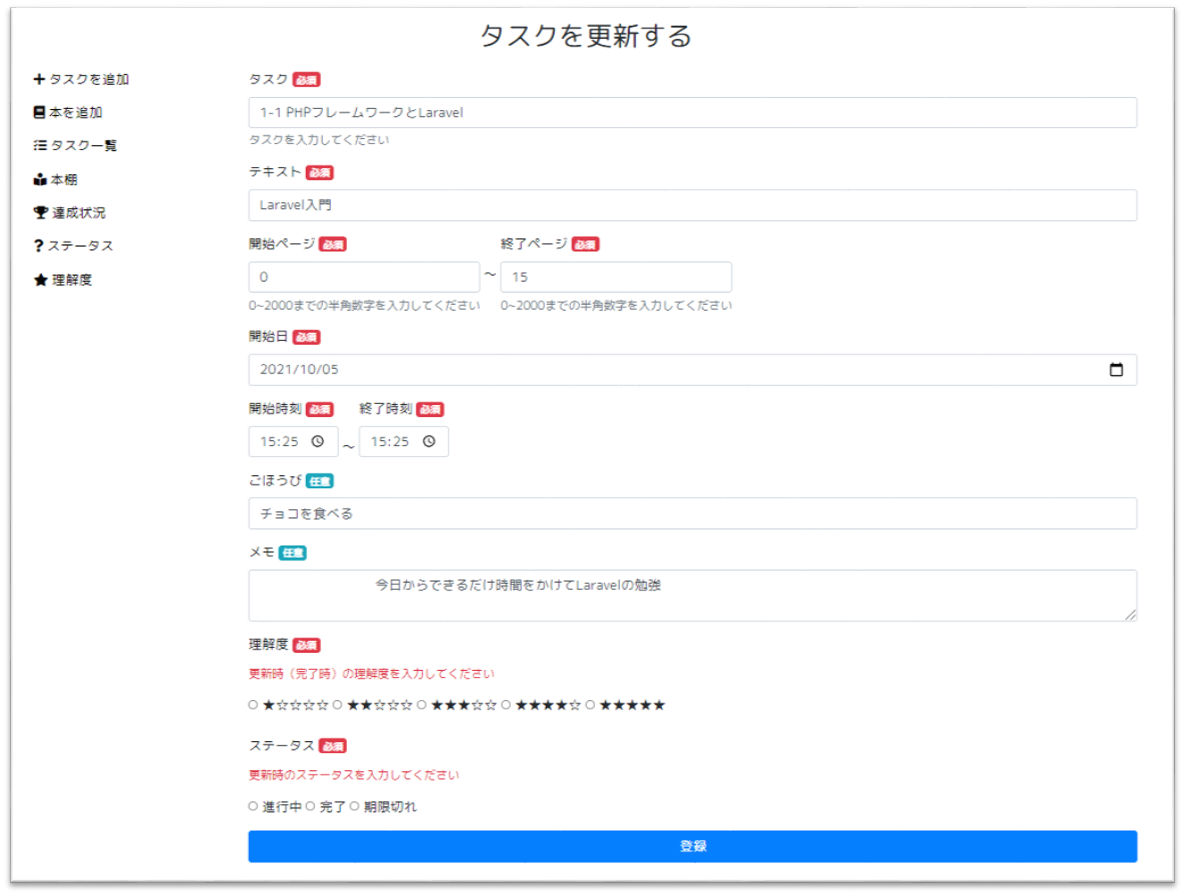 タスクを更新する
タスクを追加
本を追加
タスク一覧
本棚
達成状況
ステータス
理解度
タスク 必須
1-1 PHPフレームワークとLaravel
タスクを入力してください
テキスト 必須
Laravel入門
開始ページ 必須 終了ページ 必須
0 ~ 15
0~2000までの半角数字を入力してください 0~2000までの半角数字を入力してください
開始日 必須
2021/10/05
開始時刻 必須 終了時刻 必須
15:25 ~ 15:25
ごほうび 任意
チョコを食べる
メモ 任意
今日からできるだけ時間をかけてLaravelの勉強
理解度 必須
更新時（完了時）の理解度を入力してください
★☆☆☆☆ ★★☆☆☆ ★★★☆☆ ★★★★☆ ★★★★★
ステータス 必須
更新時のステータスを入力してください
進行中 完了 期限切れ
登録